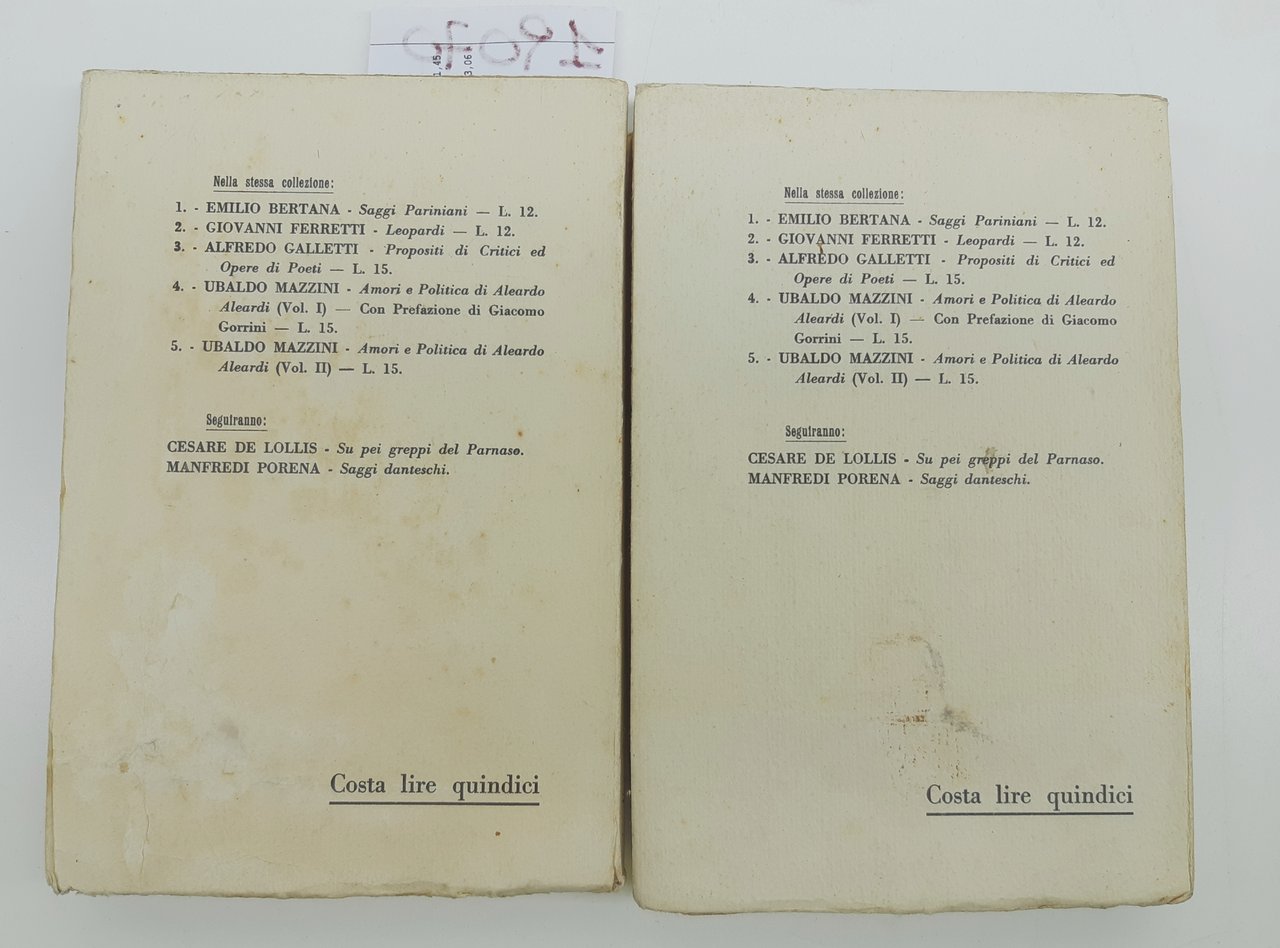 19070
1,45
3,06
Nella stessa collezione:
1. - EMILIO BERTANA - Saggi Pariniani — L. 12.
2. - GIOVANNI FERRETTI - Leopardi — L. 12.
3. - ALFREDO GALLETTI - Propositi di Critici ed
Opere di Poeti — L. 15.
4. - UBALDO MAZZINI - Amori e Politica di Aleardo
Aleardi (Vol. I) — Con Prefazione di Giacomo
Gorrini — L. 15.
5. - UBALDO MAZZINI - Amori e Politica di Aleardo
Aleardi (Vol. II) — L. 15.
Seguiranno:
CESARE DE LOLLIS - Su pei greppi del Parnaso.
MANFREDI PORENA - Saggi danteschi.
Costa lire quindici
Nella stessa collezione:
1. - EMILIO BERTANA - Saggi Pariniani — L. 12.
2. - GIOVANNI FERRETTI - Leopardi — L. 12.
3. - ALFREDO GALLETTI - Propositi di Critici ed
Opere di Poeti — L. 15.
4. - UBALDO MAZZINI - Amori e Politica di Aleardo
Aleardi (Vol. I) — Con Prefazione di Giacomo
Gorrini — L. 15.
5. - UBALDO MAZZINI - Amori e Politica di Aleardo
Aleardi (Vol. II) — L. 15.
Seguiranno:
CESARE DE LOLLIS - Su pei greppi del Parnaso.
MANFREDI PORENA - Saggi danteschi.
Costa lire quindici